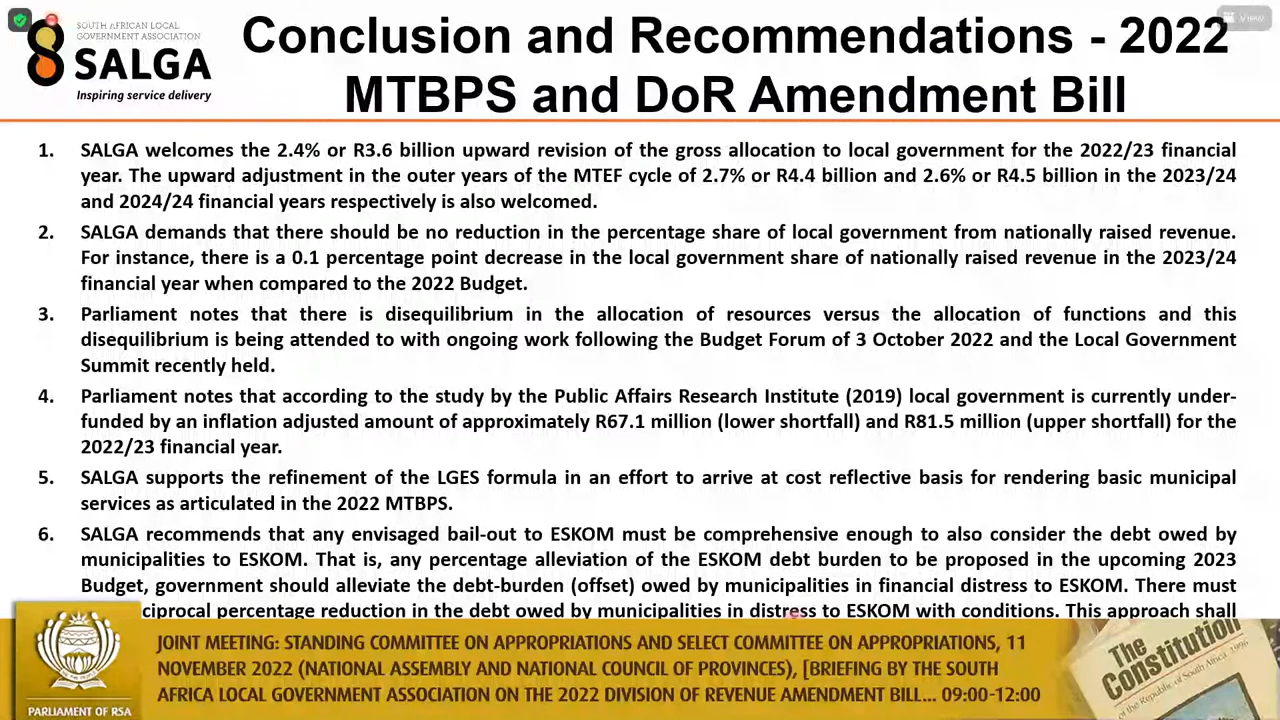 View
SOUTH AFRICAN LOCAL
GOVERNMENT ASSOCIATION
SALGA
Inspiring service delivery
Conclusion and Recommendations - 2022
MTBPS and DoR Amendment Bill
1. SALGA welcomes the 2.4% or R3.6 billion upward revision of the gross allocation to local government for the 2022/23 financial
year. The upward adjustment in the outer years of the MTEF cycle of 2.7% or R4.4 billion and 2.6% or R4.5 billion in the 2023/24
and 2024/24 financial years respectively is also welcomed.
2. SALGA demands that there should be no reduction in the percentage share of local government from nationally raised revenue.
For instance, there is a 0.1 percentage point decrease in the local government share of nationally raised revenue in the 2023/24
financial year when compared to the 2022 Budget.
3. Parliament notes that there is disequilibrium in the allocation of resources versus the allocation of functions and this
disequilibrium is being attended to with ongoing work following the Budget Forum of 3 October 2022 and the Local Government
Summit recently held.
4. Parliament notes that according to the study by the Public Affairs Research Institute (2019) local government is currently under-
funded by an inflation adjusted amount of approximately R67.1 million (lower shortfall) and R81.5 million (upper shortfall) for the
2022/23 financial year.
5. SALGA supports the refinement of the LGES formula in an effort to arrive at cost reflective basis for rendering basic municipal
services as articulated in the 2022 MTBPS.
6. SALGA recommends that any envisaged bail-out to ESKOM must be comprehensive enough to also consider the debt owed by
municipalities to ESKOM. That is, any percentage alleviation of the ESKOM debt burden to be proposed in the upcoming 2023
Budget, government should alleviate the debt-burden (offset) owed by municipalities in financial distress to ESKOM. There must
percentage reduction in the debt owed by municipalities in distress to ESKOM with conditions. This approach shall
JOINT MEETING: STANDING COMMITTEE ON APPROPRIATIONS AND SELECT COMMITTEE ON APPROPRIATIONS, 11
NOVEMBER 2022 (NATIONAL ASSEMBLY AND NATIONAL COUNCIL OF PROVINCES), [BRIEFING BY THE SOUTH
AFRICA LOCAL GOVERNMENT ASSOCIATION ON THE 2022 DIVISION OF REVENUE AMENDMENT BILL... 09:00-12:00
PARLIAMENT OF RSA
The
Constitution
of the Republic of South Africa, 1996